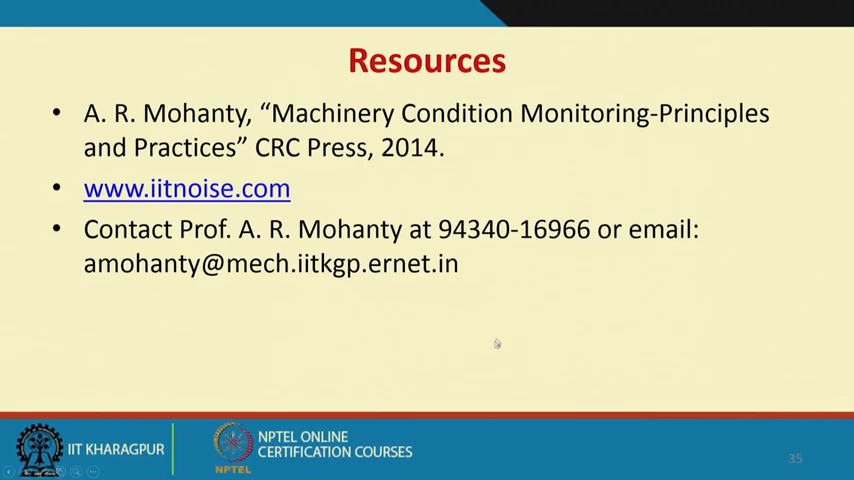 Resources
• A. R. Mohanty, “Machinery Condition Monitoring-Principles
and Practices” CRC Press, 2014.
• www.iitnoise.com
• Contact Prof. A. R. Mohanty at 94340-16966 or email:
amohanty@mech.iitkgp.ernet.in
IIT KHARAGPUR
NPTEL
NPTEL ONLINE
CERTIFICATION COURSES
35